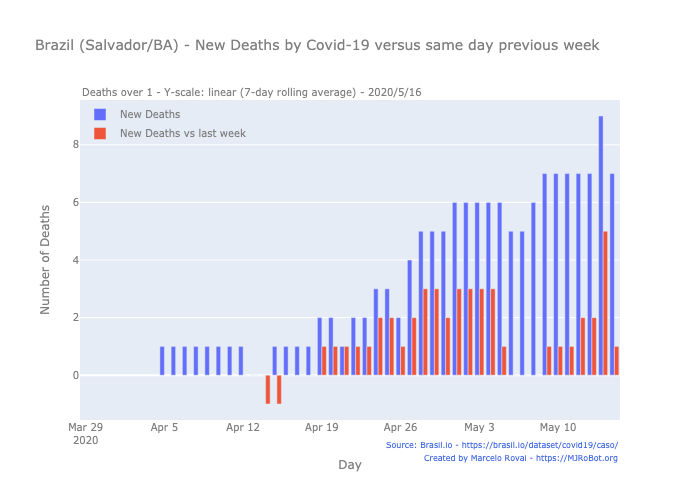 Brazil (Salvador/BA) - New Deaths by Covid-19 versus same day previous week
Deaths over 1 - Y-scale: linear (7-day rolling average) - 2020/5/16
New Deaths
New Deaths vs last week
8
6
4
2
0
Number of Deaths
Mar 29 Apr 5 Apr 12 Apr 19 Apr 26 May 3 May 10
2020
Source: Brasil.io - https://brasil.io/dataset/covid19/caso/
Created by Marcelo Rovai - https://MJRoBot.org
Day